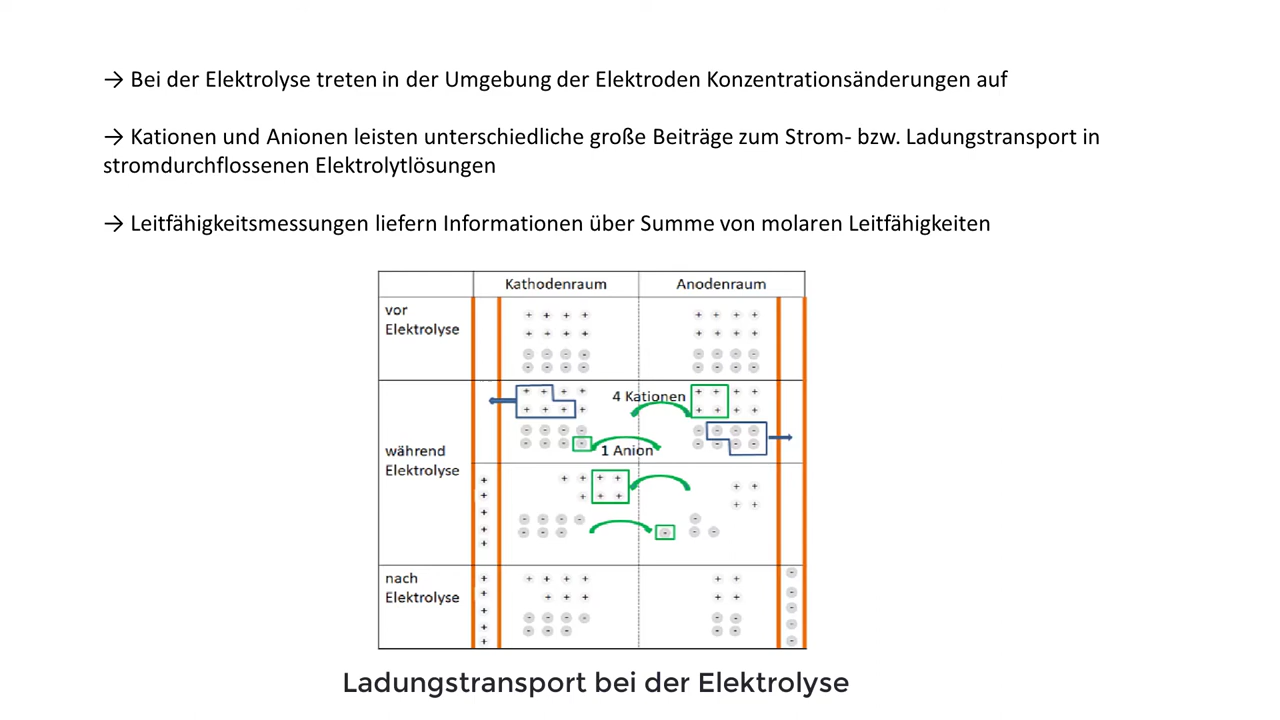 → Bei der Elektrolyse treten in der Umgebung der Elektroden Konzentrationsänderungen auf
→ Kationen und Anionen leisten unterschiedliche große Beiträge zum Strom- bzw. Ladungstransport in
stromdurchflossenen Elektrolytlösungen
→ Leitfähigkeitsmessungen liefern Informationen über Summe von molaren Leitfähigkeiten
Kathodenraum Anodenraum
vor
Elektrolyse
+ + + + + + + +
+ + + + + + + +
- - - - - - - -
- - - - - - - -
während
Elektrolyse
+ + + + 4 Kationen + + + +
+ + + + + + + +
- - - - - - - -
- - - - 1 Anion - - - -
+ + + + + + +
+ + + + + +
+
- - - - -
+ - - - - - -
+
nach
Elektrolyse
+ + + + + + + -
+ + + + + + -
+ - - - - - - -
+ - - - - - -
+ -
Ladungstransport bei der Elektrolyse